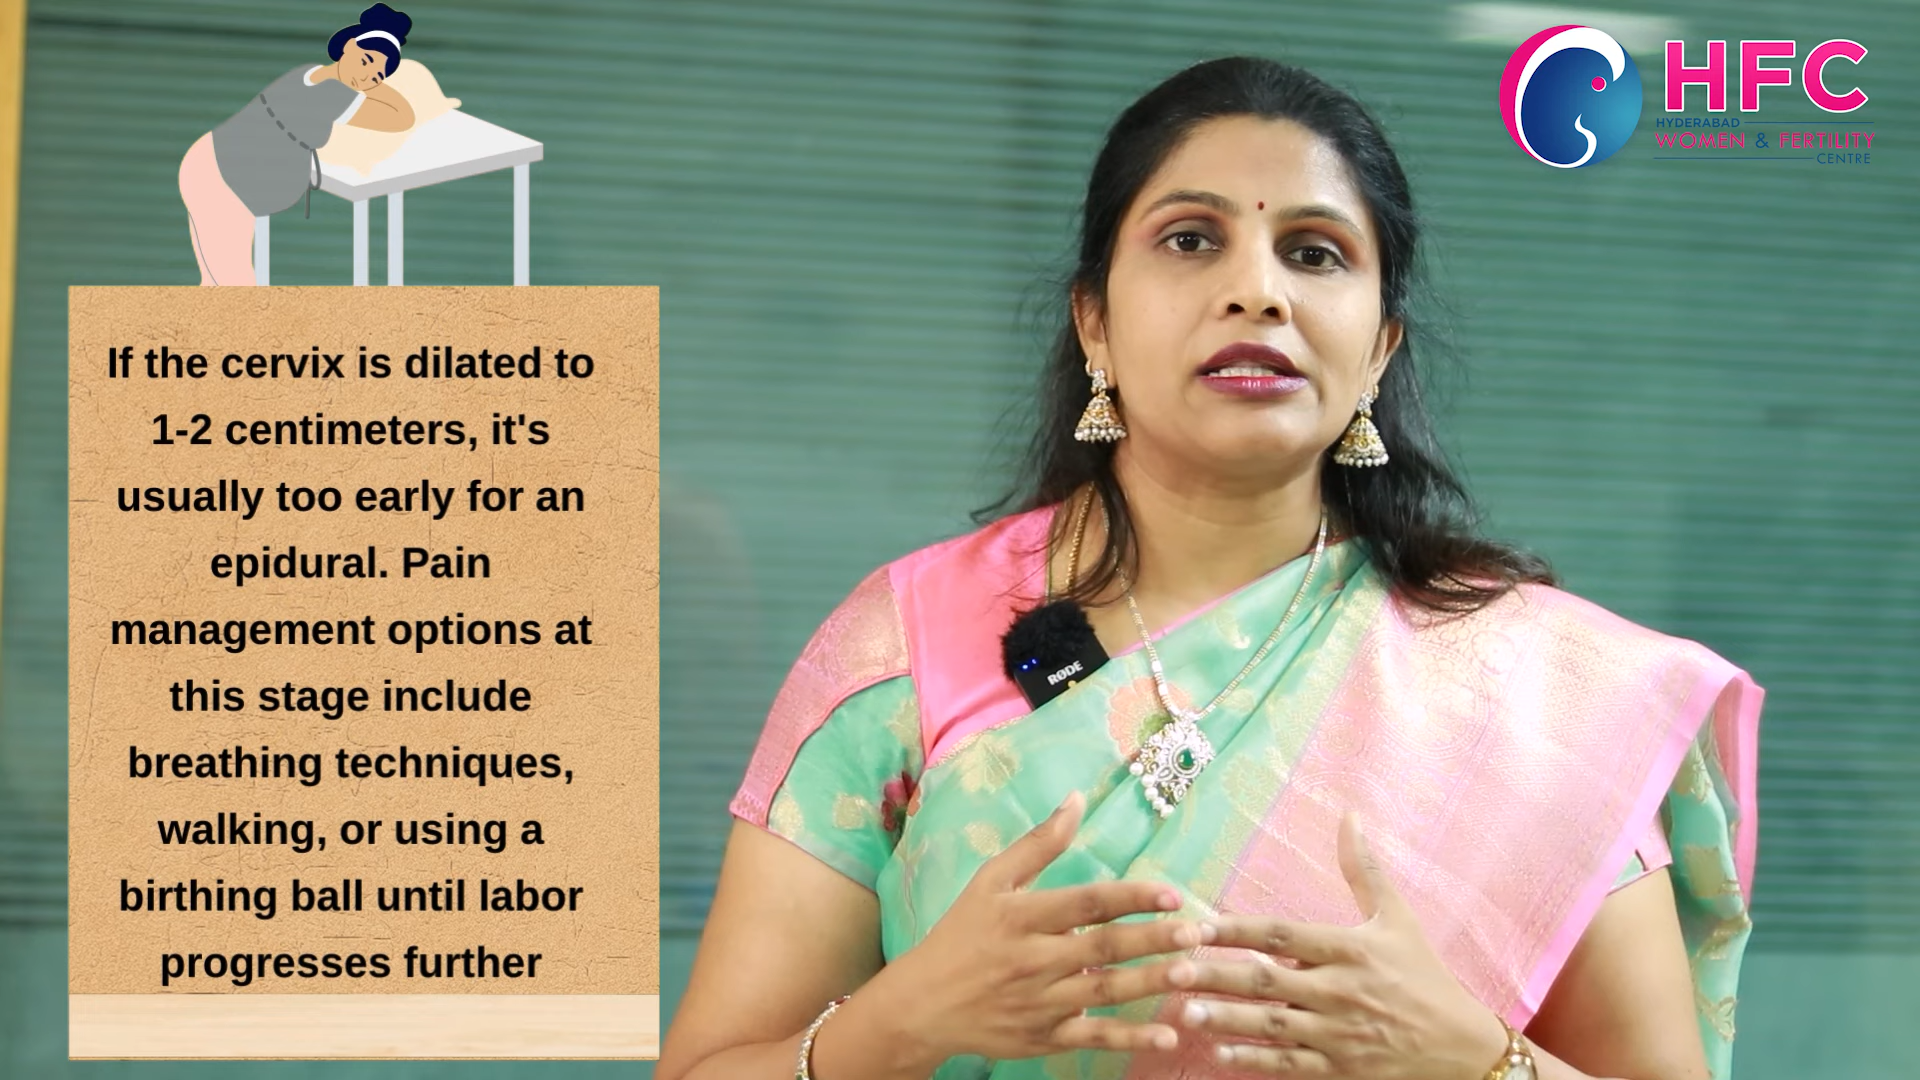 If the cervix is dilated to
1-2 centimeters, it's
usually too early for an
epidural. Pain
management options at
this stage include
breathing techniques,
walking, or using a
birthing ball until labor
progresses further
HFC
HYDERABAD
WOMEN & FERTILITY
CENTRE
RØDE